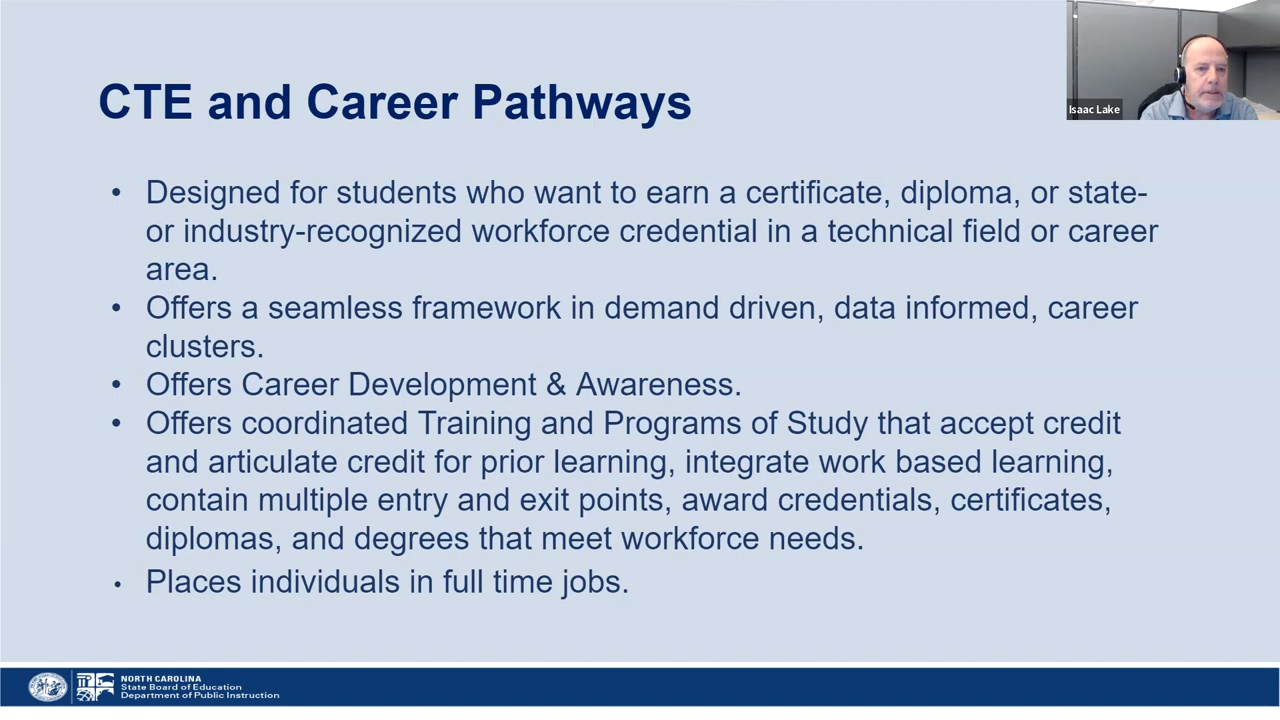 CTE and Career Pathways
Isaac Lake
• Designed for students who want to earn a certificate, diploma, or state-
or industry-recognized workforce credential in a technical field or career
area.
• Offers a seamless framework in demand driven, data informed, career
clusters.
• Offers Career Development & Awareness.
• Offers coordinated Training and Programs of Study that accept credit
and articulate credit for prior learning, integrate work based learning,
contain multiple entry and exit points, award credentials, certificates,
diplomas, and degrees that meet workforce needs.
• Places individuals in full time jobs.
NORTH CAROLINA
State Board of Education
Department of Public Instruction